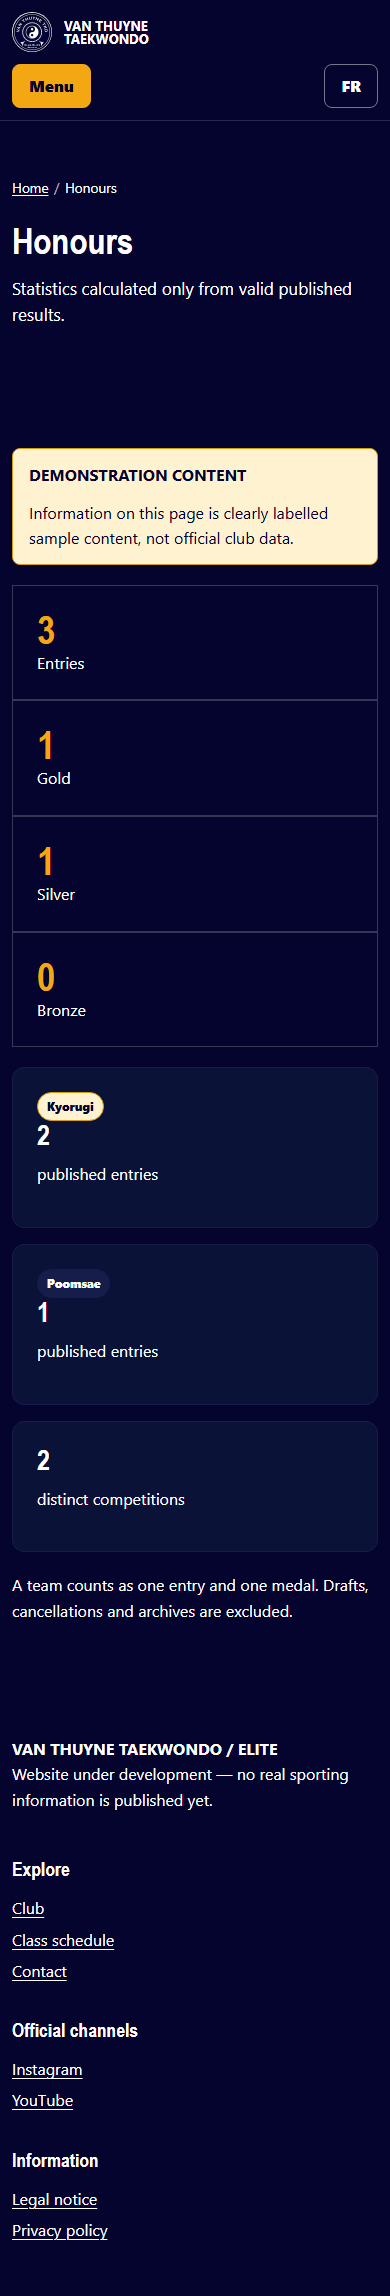 VAN THUYNE
TAEKWONDO
Menu
FR
Home / Honours
Honours
Statistics calculated only from valid published
results.
DEMONSTRATION CONTENT
Information on this page is clearly labelled
sample content, not official club data.
3
Entries
1
Gold
1
Silver
0
Bronze
Kyorugi
2
published entries
Poomsae
1
published entries
2
distinct competitions
A team counts as one entry and one medal. Drafts,
cancellations and archives are excluded.
VAN THUYNE TAEKWONDO / ELITE
Website under development — no real sporting
information is published yet.
Explore
Club
Class schedule
Contact
Official channels
Instagram
YouTube
Information
Legal notice
Privacy policy